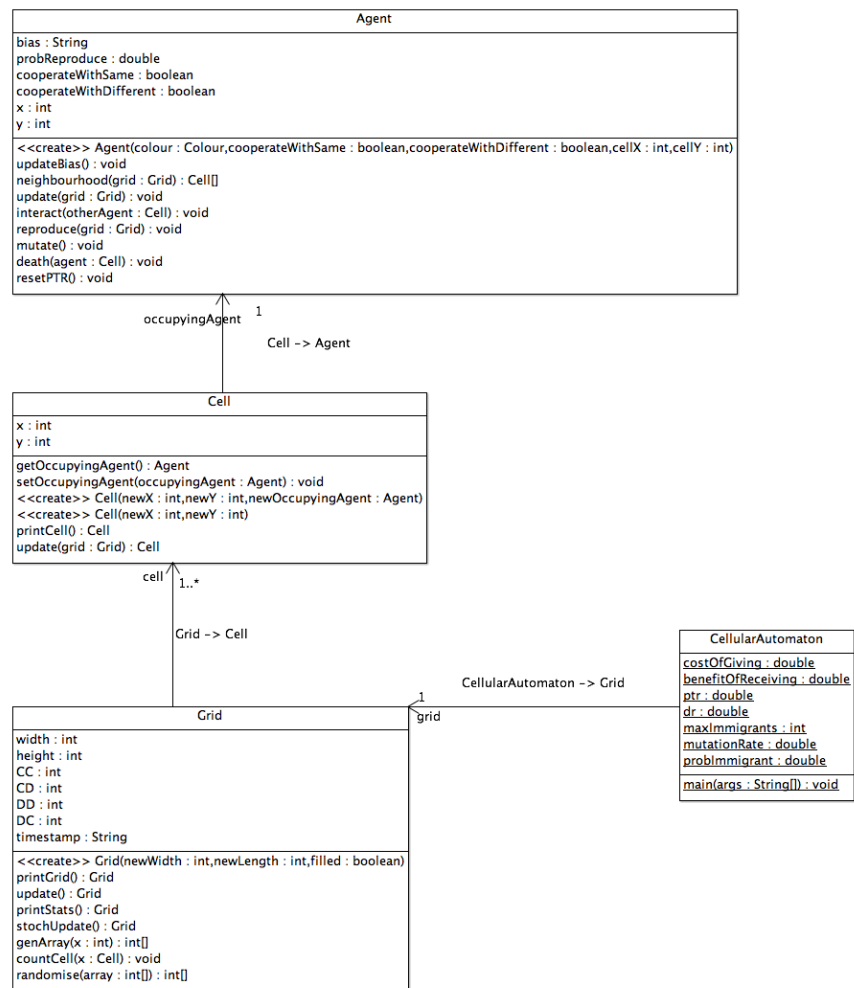 Agent
bias : String
probReproduce : double
cooperateWithSame : boolean
cooperateWithDifferent : boolean
x : int
y : int
<<create>> Agent(colour : Colour,cooperateWithSame : boolean,cooperateWithDifferent : boolean,cellX : int,cellY : int)
updateBias() : void
neighbourhood(grid : Grid) : Cell[]
update(grid : Grid) : void
interact(otherAgent : Cell) : void
reproduce(grid : Grid) : void
mutate() : void
death(agent : Cell) : void
resetPTR() : void
1
occupyingAgent
Cell -> Agent
Cell
x : int
y : int
getOccupyingAgent() : Agent
setOccupyingAgent(occupyingAgent : Agent) : void
<<create>> Cell(newX : int,newY : int,newOccupyingAgent : Agent)
<<create>> Cell(newX : int,newY : int)
printCell() : Cell
update(grid : Grid) : Cell
cell
1..*
Grid -> Cell
CellularAutomaton
costOfGiving : double
benefitOfReceiving : double
ptr : double
dr : double
maxImmigrants : int
mutationRate : double
probImmigrant : double
main(args : String[]) : void
CellularAutomaton -> Grid
1
grid
Grid
width : int
height : int
CC : int
CD : int
DD : int
DC : int
timestamp : String
<<create>> Grid(newWidth : int,newLength : int,filled : boolean)
printGrid() : Grid
update() : Grid
printStats() : Grid
stochUpdate() : Grid
genArray(x : int) : int[]
countCell(x : Cell) : void
randomise(array : int[]) : int[]